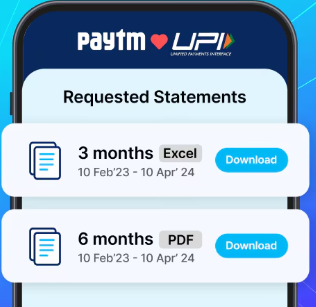 paytm UPI
UNIFIED PAYMENTS INTERFACE
Requested Statements
3 months Excel
10 Feb'23 - 10 Apr' 24
Download
6 months PDF
10 Feb'23 - 10 Apr' 24
Download